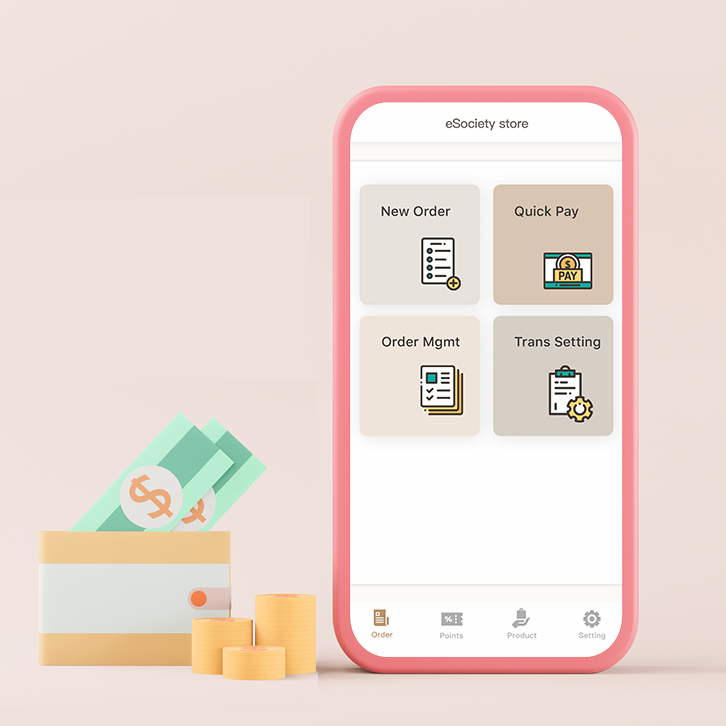 eSociety store
New Order
Quick Pay
$
PAY
Order Mgmt
Trans Setting
$
$
%
Order
Points
Product
Setting